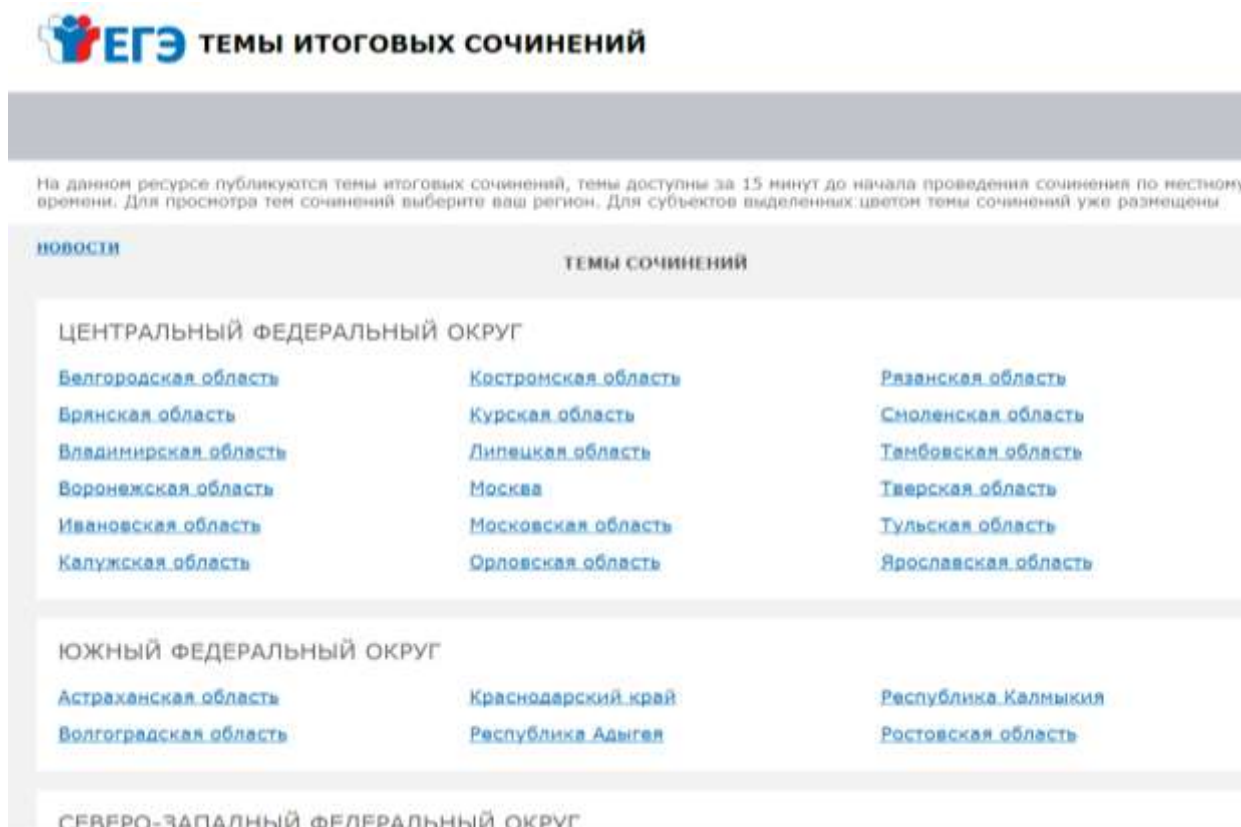 ЕГЭ ТЕМЫ ИТОГОВЫХ СОЧИНЕНИЙ
На данном ресурсе публикуются темы итоговых сочинений, темы доступны за 15 минут до начала проведения сочинения по местному
времени. Для просмотра тем сочинений выберите ваш регион. Для субъектов выделенных цветом темы сочинений уже размещены
НОВОСТИ
ТЕМЫ СОЧИНЕНИЙ
ЦЕНТРАЛЬНЫЙ ФЕДЕРАЛЬНЫЙ ОКРУГ
Белгородская область Костромская область Рязанская область
Брянская область Курская область Смоленская область
Владимирская область Липецкая область Тамбовская область
Воронежская область Москва Тверская область
Ивановская область Московская область Тульская область
Калужская область Орловская область Ярославская область
ЮЖНЫЙ ФЕДЕРАЛЬНЫЙ ОКРУГ
Астраханская область Краснодарский край Республика Калмыкия
Волгоградская область Республика Адыгея Ростовская область
СЕВЕРО-ЗАПАДНЫЙ ФЕДЕРАЛЬНЫЙ ОКРУГ